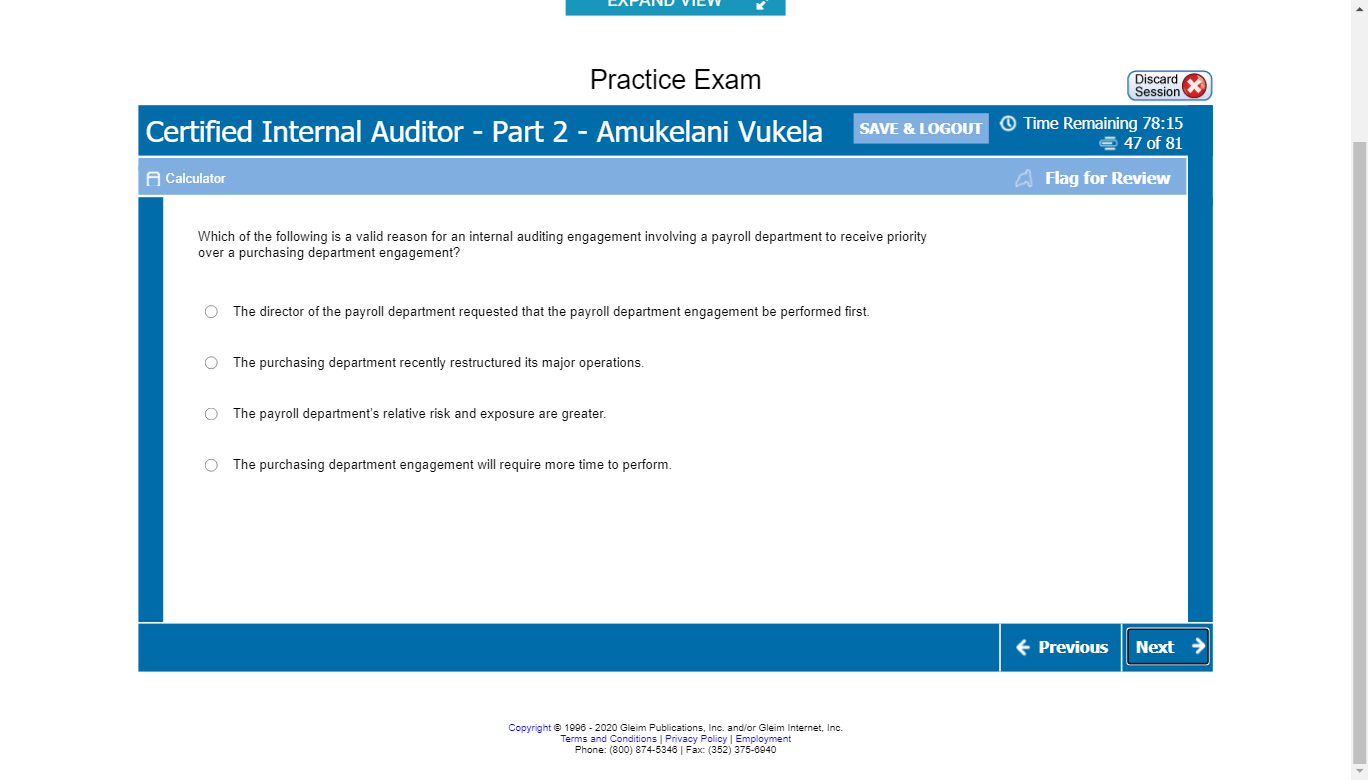 EXPAND VIEW
Practice Exam
Discard
Session
Certified Internal Auditor - Part 2 - Amukelani Vukela
SAVE & LOGOUT
Time Remaining 78:15
47 of 81
Calculator
Flag for Review
Which of the following is a valid reason for an internal auditing engagement involving a payroll department to receive priority
over a purchasing department engagement?
The director of the payroll department requested that the payroll department engagement be performed first.
The purchasing department recently restructured its major operations.
The payroll department's relative risk and exposure are greater.
The purchasing department engagement will require more time to perform.
Previous
Next
Copyright © 1996 - 2020 Gleim Publications, Inc. and/or Gleim Internet, Inc.
Terms and Conditions | Privacy Policy | Employment
Phone: (800) 874-5346 | Fax: (352) 375-6940